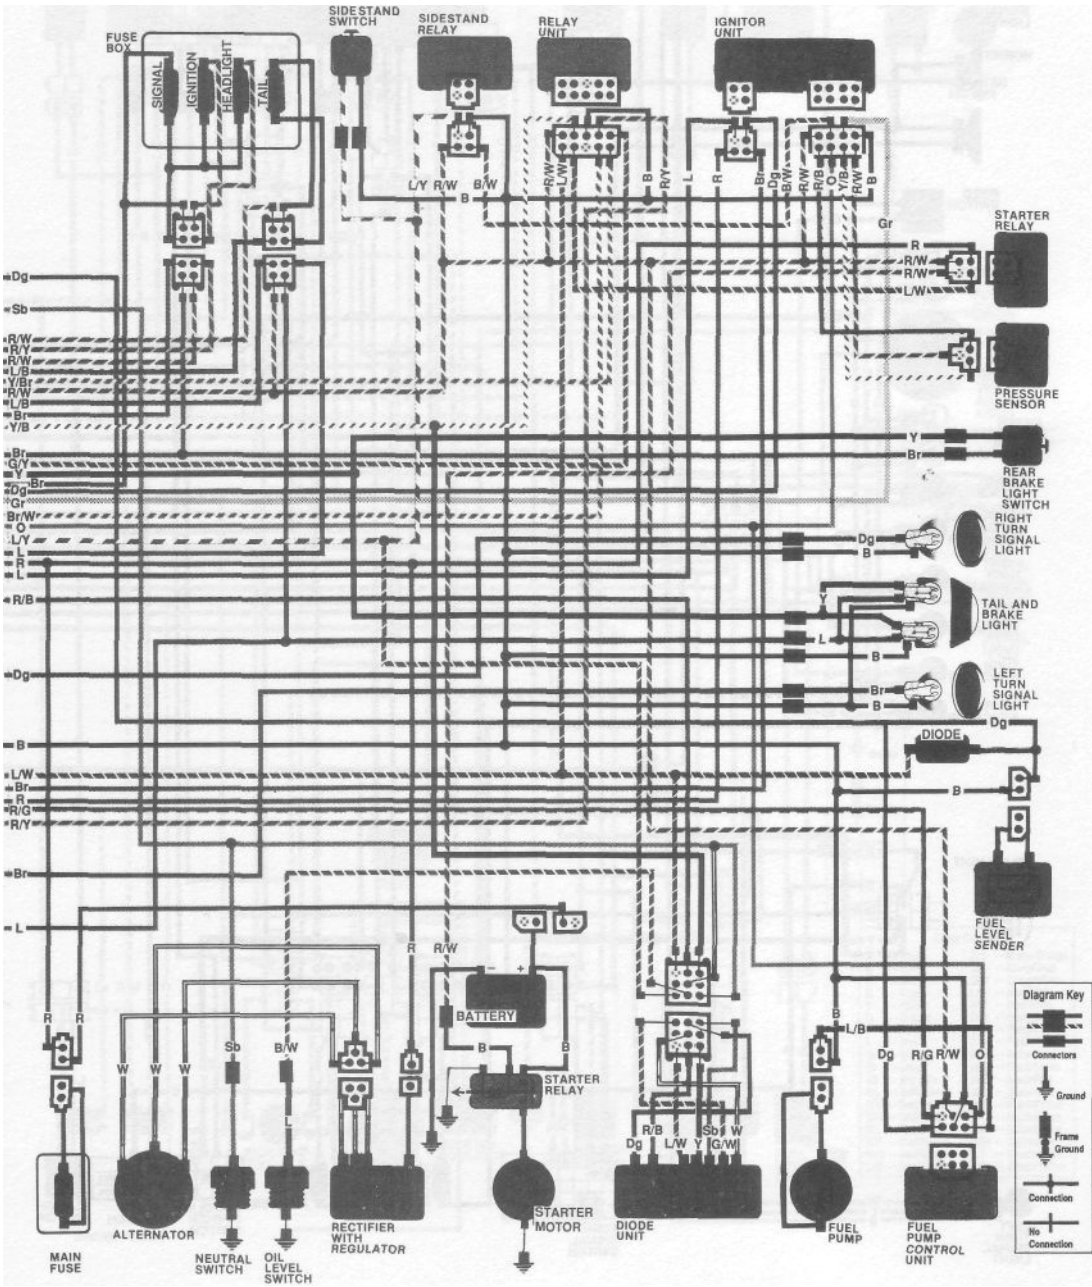 FUSE
BOX
SIGNAL
IGNITION
HEADLIGHT
TAIL
SIDESTAND
SWITCH
SIDESTAND
RELAY
RELAY
UNIT
IGNITOR
UNIT
L/Y R/W B/W
B
R/W
L/W
B
R/Y
L
R
Br
Dg
B/W
R/W
R/B
O
Y/B
R/W
B
Gr
STARTER
RELAY
R
R/W
R/W
L/W
PRESSURE
SENSOR
Y
Br
REAR
BRAKE
LIGHT
SWITCH
RIGHT
TURN
SIGNAL
LIGHT
Dg
B
TAIL AND
BRAKE
LIGHT
Y
L
B
LEFT
TURN
SIGNAL
LIGHT
Br
B
Dg
DIODE
B
FUEL
LEVEL
SENDER
Dg
Sb
R/W
R/Y
R/W
L/B
Y/Br
R/W
L/B
Br
Y/B
Br
G/Y
Y
Br
Dg
Gr
Br/W
O
L/Y
L
R
L
R/B
Dg
B
L/W
Br
R
R/G
R/Y
Br
L
R
R
W W W
Sb
B/W
L
R
R/W
BATTERY
B
B
STARTER
RELAY
Dg
R/B
L/W
Y
Sb
G/W
W
B
L/B
Dg
R/G R/W
O
MAIN
FUSE
ALTERNATOR
NEUTRAL
SWITCH
OIL
LEVEL
SWITCH
RECTIFIER
WITH
REGULATOR
STARTER
MOTOR
DIODE
UNIT
FUEL
PUMP
FUEL
PUMP
CONTROL
UNIT
Diagram Key
Connectors
Ground
Frame
Ground
Connection
No
Connection